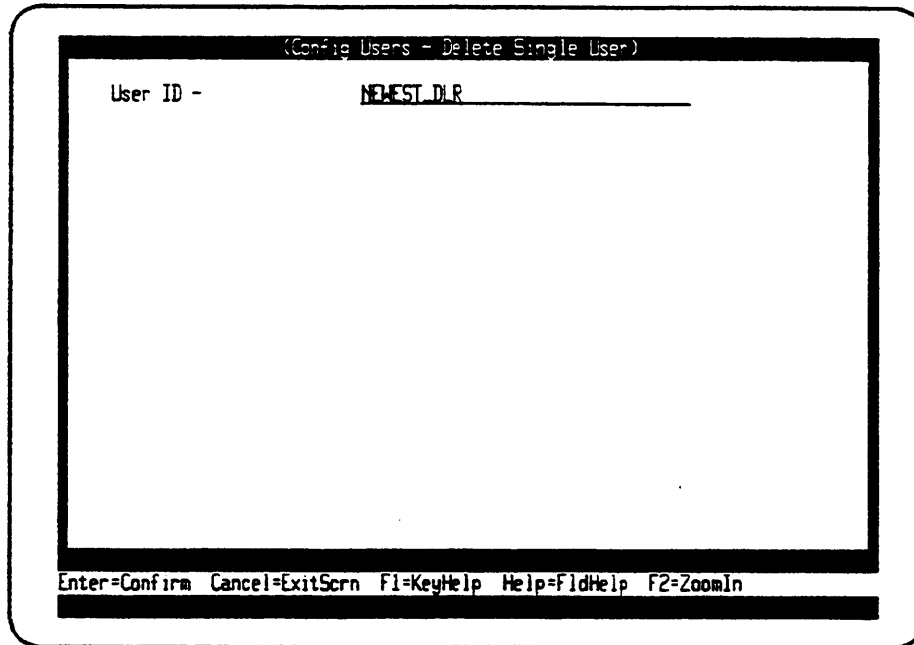 (Config Users - Delete Single User)
User ID - NEWEST_DLR
Enter=Confirm Cancel=ExitScrn F1=KeyHelp Help=FldHelp F2=ZoomIn